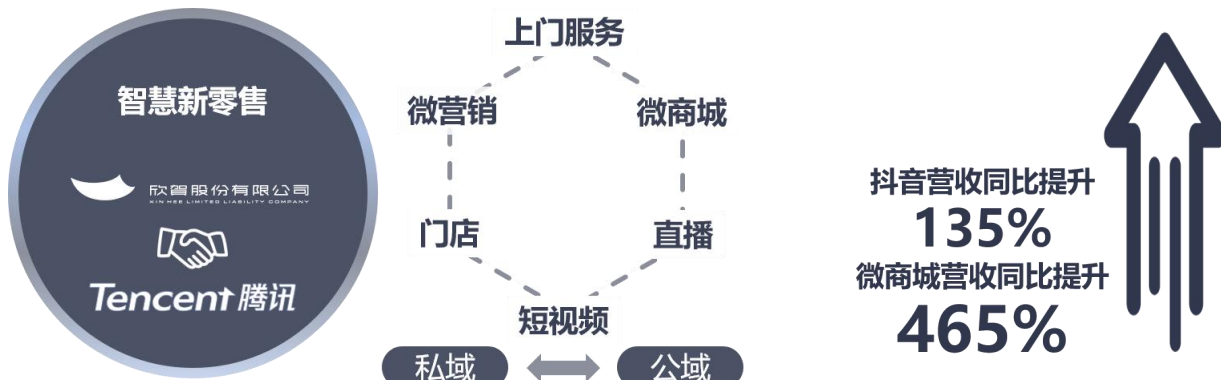 智慧新零售
欣贺股份有限公司
XIN HEE LIMITED LIABILITY COMPANY
Tencent 腾讯
上门服务
微营销
微商城
门店
直播
短视频
私域
公域
抖音营收同比提升
135%
微商城营收同比提升
465%